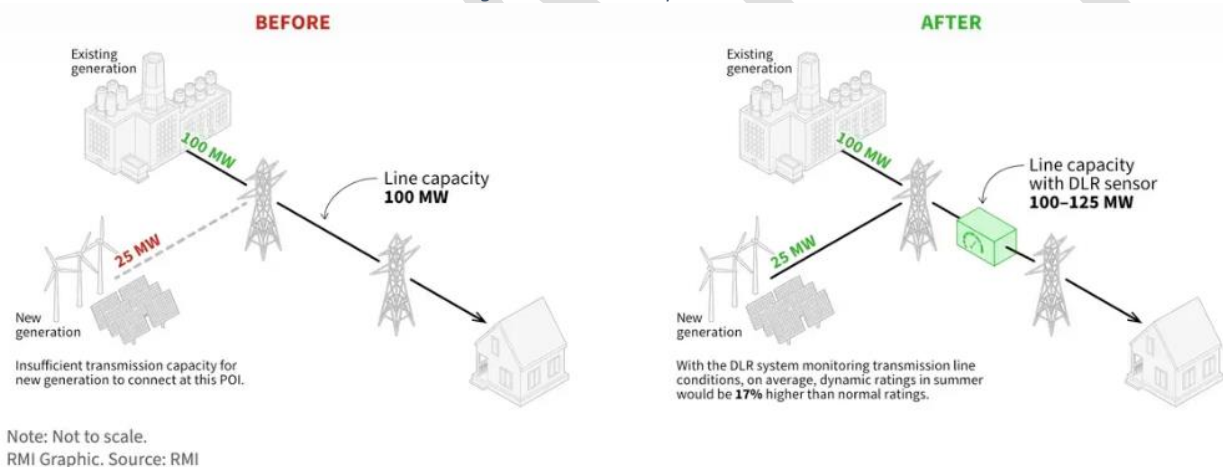 BEFORE
Existing
generation
100 MW
Line capacity
100 MW
25 MW
New
generation
Insufficient transmission capacity for
new generation to connect at this POI.
AFTER
Existing
generation
100 MW
Line capacity
with DLR sensor
100–125 MW
25 MW
New
generation
With the DLR system monitoring transmission line
conditions, on average, dynamic ratings in summer
would be 17% higher than normal ratings.
Note: Not to scale.
RMI Graphic. Source: RMI